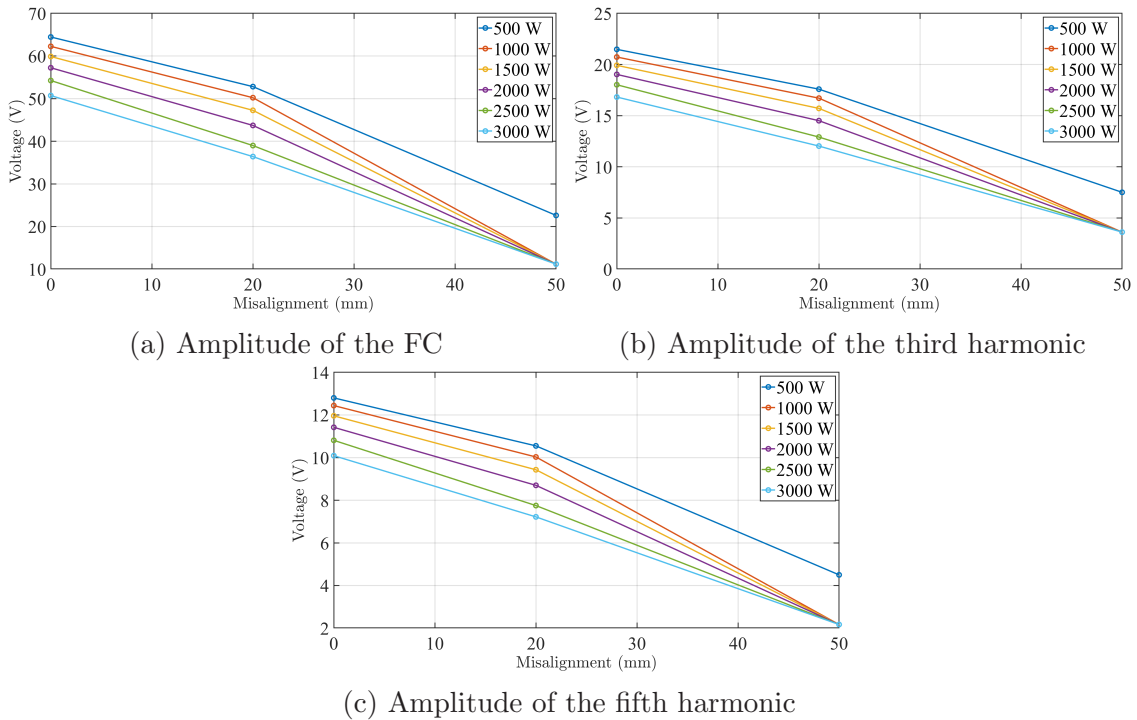 70
60
50
40
30
20
10
Voltage (V)
500 W
1000 W
1500 W
2000 W
2500 W
3000 W
0 10 20 30 40 50
Misalignment (mm)
(a) Amplitude of the FC
25
20
15
10
5
0
Voltage (V)
500 W
1000 W
1500 W
2000 W
2500 W
3000 W
0 10 20 30 40 50
Misalignment (mm)
(b) Amplitude of the third harmonic
14
12
10
8
6
4
2
Voltage (V)
500 W
1000 W
1500 W
2000 W
2500 W
3000 W
0 10 20 30 40 50
Misalignment (mm)
(c) Amplitude of the fifth harmonic